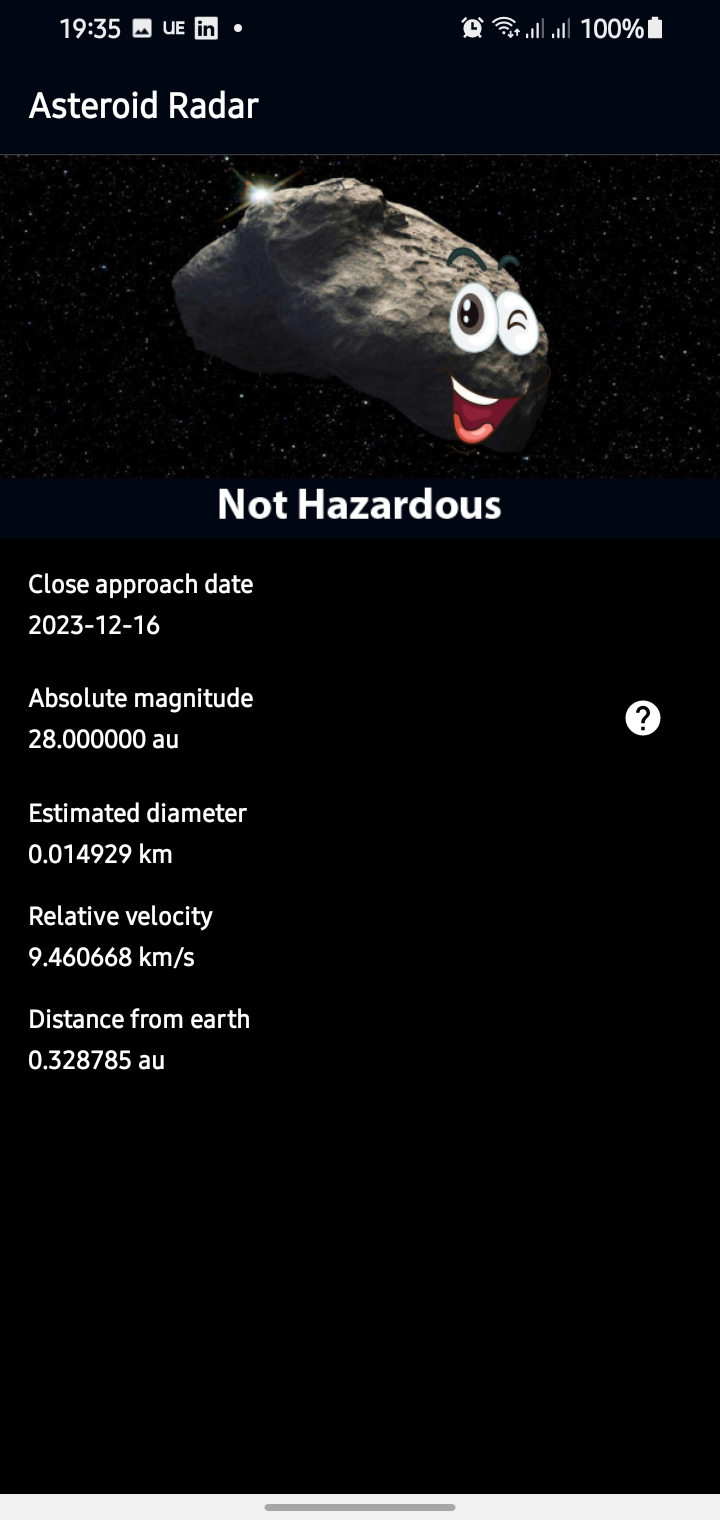 19:35 UE in 100%
Asteroid Radar
Not Hazardous
Close approach date
2023-12-16
Absolute magnitude
28.000000 au
?
Estimated diameter
0.014929 km
Relative velocity
9.460668 km/s
Distance from earth
0.328785 au